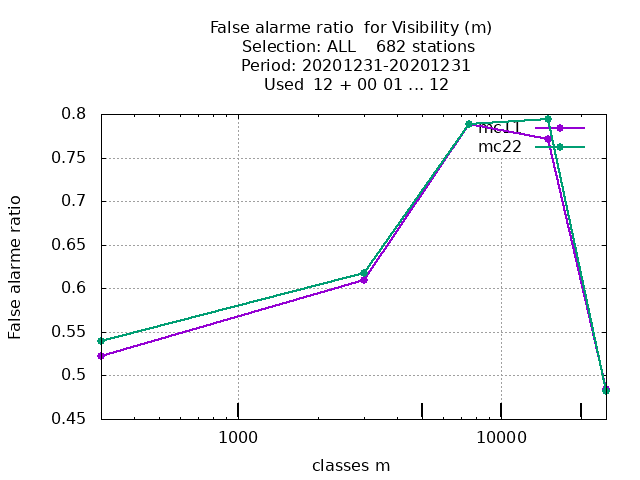 False alarme ratio  for Visibility (m)
Selection: ALL    682 stations
Period: 20201231-20201231
Used  12 + 00 01 ... 12
0.8
0.75
0.7
0.65
0.6
0.55
0.5
0.45
False alarme ratio
mc11
mc22
1000
10000
classes m